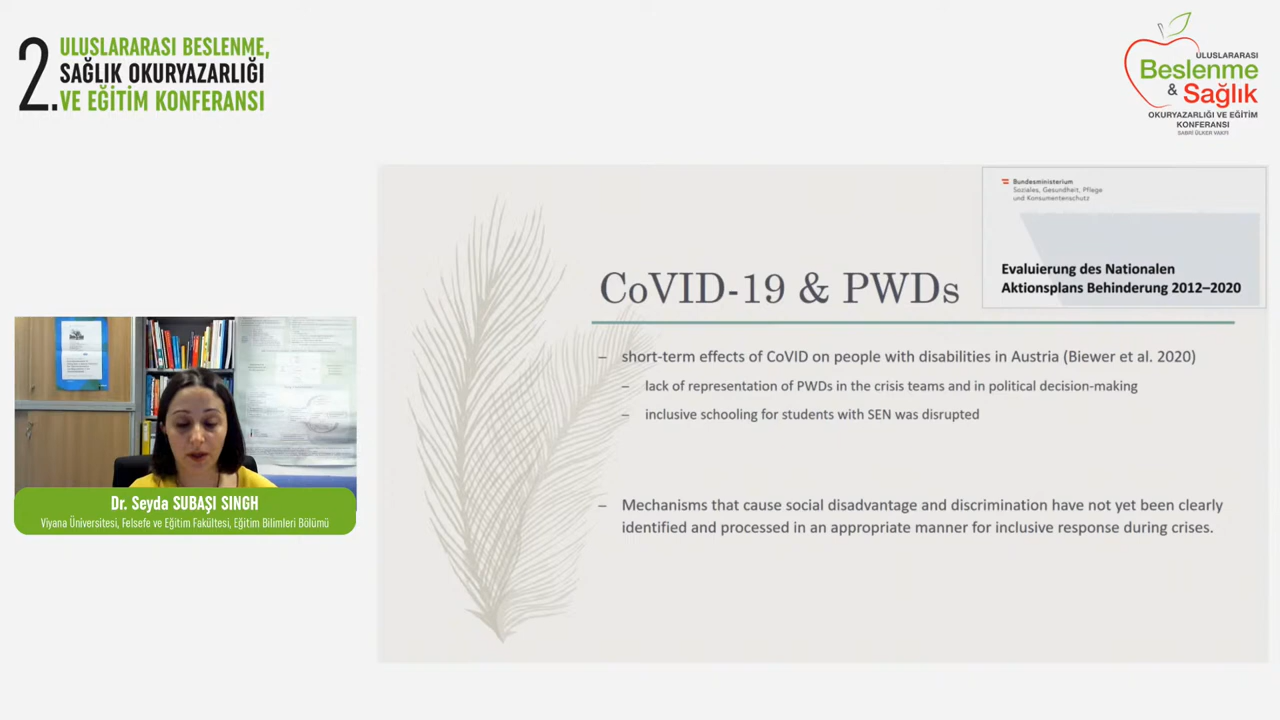 2.
ULUSLARARASI BESLENME,
SAĞLIK OKURYAZARLIĞI
VE EĞİTİM KONFERANSI
ULUSLARARASI
Beslenme
&
Sağlık
OKURYAZARLIĞI VE EĞİTİM
KONFERANSI
SABRİ ÜLKER VAKFI
Bundesministerium
Soziales, Gesundheit, Pflege
und Konsumentenschutz
Evaluierung des Nationalen
Aktionsplans Behinderung 2012–2020
CoVID-19 & PWDs
– short-term effects of CoVID on people with disabilities in Austria (Biewer et al. 2020)
– lack of representation of PWDs in the crisis teams and in political decision-making
– inclusive schooling for students with SEN was disrupted
– Mechanisms that cause social disadvantage and discrimination have not yet been clearly
identified and processed in an appropriate manner for inclusive response during crises.
Dr. Seyda SUBAŞI SINGH
Viyana Üniversitesi, Felsefe ve Eğitim Fakültesi, Eğitim Bilimleri Bölümü